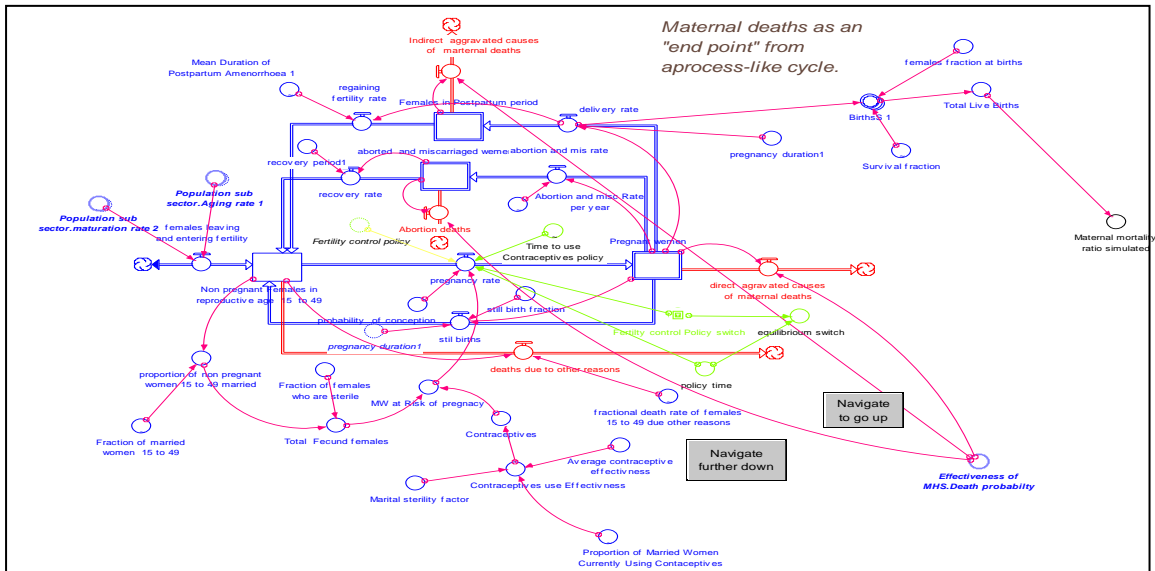 Maternal deaths as an
"end point" from
aprocess-like cycle.
Indirect aggravated causes
of marternal deaths
females fraction at births
Mean Duration of
Postpartum Amenorrhoea 1
regaining
fertility rate
Females in Postpartum period
delivery rate
Total Live Births
BirthsS 1
recovery period1
aborted and miscarriaged weme
abortion and mis rate
pregnancy duration1
Survival fraction
Population sub
sector.Aging rate 1
recovery rate
Abortion and misc Rate
per year
Population sub
sector.maturation rate 2
females leaving
and entering fertility
Abortion deaths
Fertility control policy
Time to use
Contraceptives policy
Pregnant women
Maternal mortality
ratio simulated
Non pregnant Females in
reproductive age 15 to 49
pregnancy rate
direct agravated causes
of maternal deaths
still birth fraction
probability of conception
stil births
pregnancy duration1
Fertility control Policy switch
equilibrium switch
deaths due to other reasons
policy time
proportion of non pregnant
women 15 to 49 married
Fraction of females
who are sterile
MW at Risk of pregnacy
fractional death rate of females
15 to 49 due other reasons
Navigate
to go up
Fraction of married
women 15 to 49
Total Fecund females
Contraceptives
Navigate
further down
Average contraceptive
effectiveness
Marital sterility factor
Contraceptives use Effectivness
Effectiveness of
MHS.Death probabilty
Proportion of Married Women
Currently Using Contaceptives